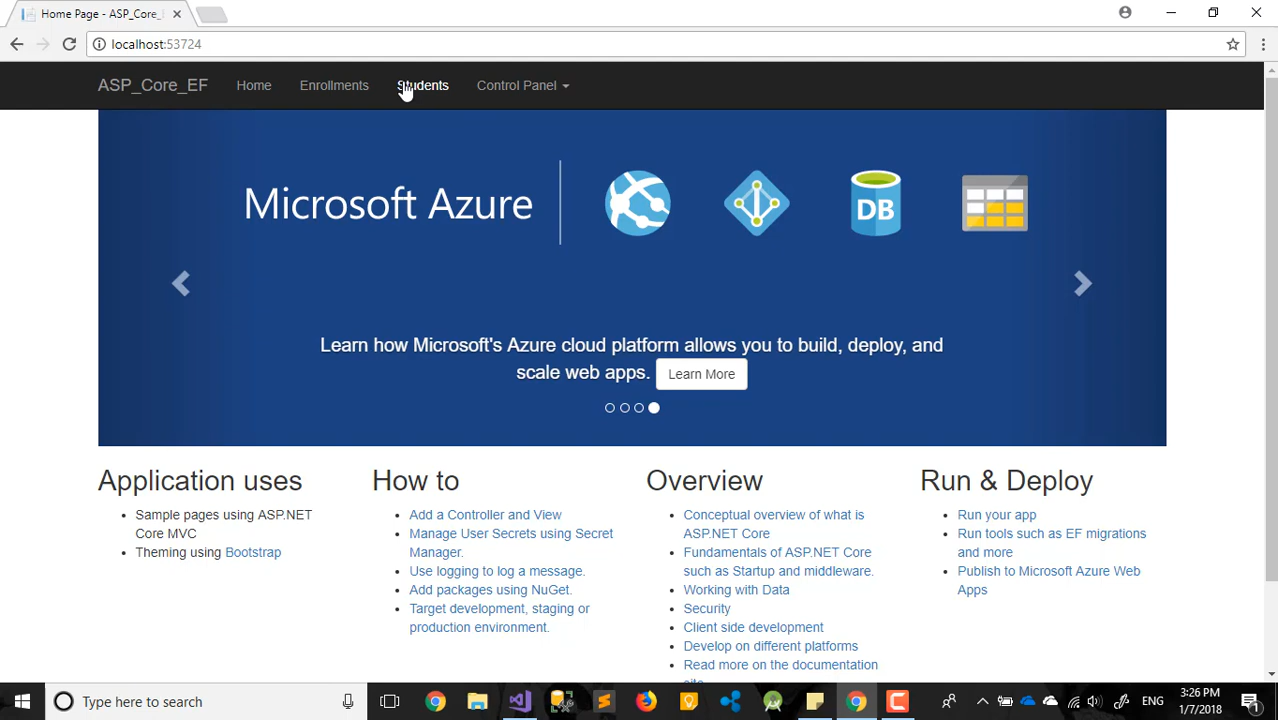 Home Page - ASP_Core_
localhost:53724
ASP_Core_EF Home Enrollments Students Control Panel
Microsoft Azure
DB
Learn how Microsoft's Azure cloud platform allows you to build, deploy, and
scale web apps. Learn More
Application uses
Sample pages using ASP.NET
Core MVC
Theming using Bootstrap
How to
Add a Controller and View
Manage User Secrets using Secret
Manager.
Use logging to log a message.
Add packages using NuGet.
Target development, staging or
production environment.
Overview
Conceptual overview of what is
ASP.NET Core
Fundamentals of ASP.NET Core
such as Startup and middleware.
Working with Data
Security
Client side development
Develop on different platforms
Read more on the documentation
Run & Deploy
Run your app
Run tools such as EF migrations
and more
Publish to Microsoft Azure Web
Apps
Type here to search
ENG
3:26 PM
1/7/2018
1